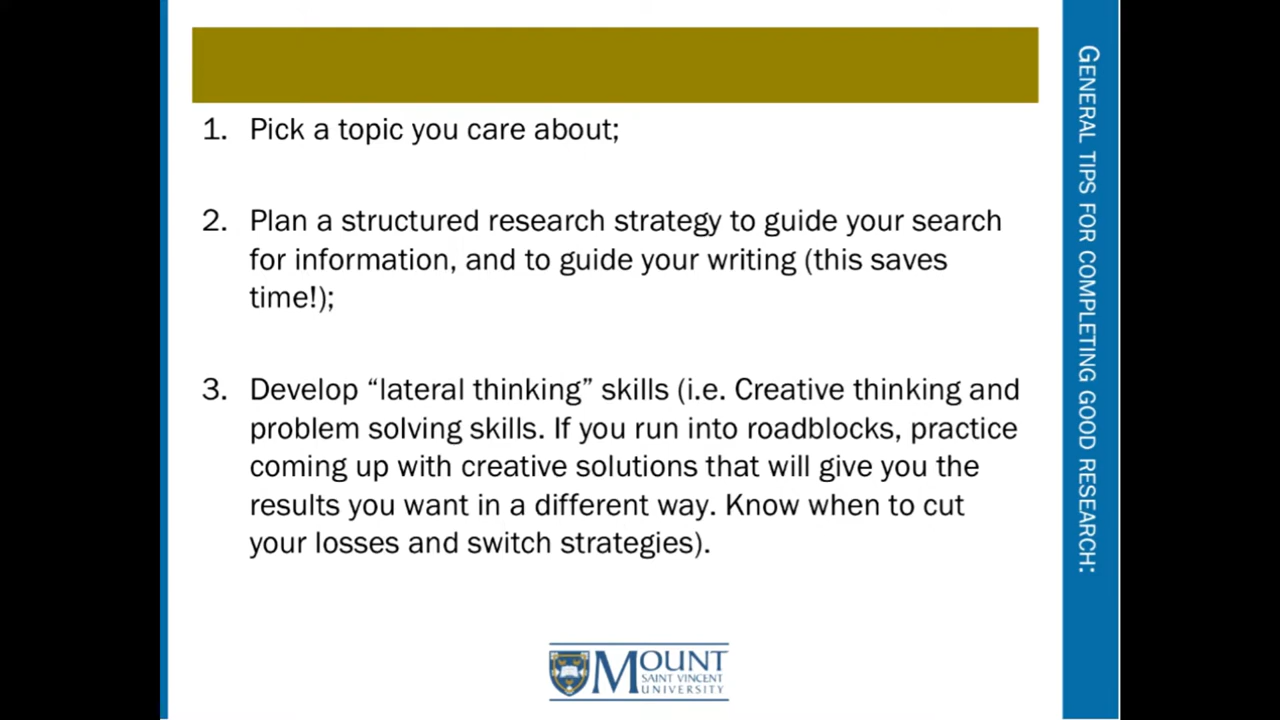 1. Pick a topic you care about;
2. Plan a structured research strategy to guide your search
for information, and to guide your writing (this saves
time!);
3. Develop “lateral thinking” skills (i.e. Creative thinking and
problem solving skills. If you run into roadblocks, practice
coming up with creative solutions that will give you the
results you want in a different way. Know when to cut
your losses and switch strategies).
GENERAL TIPS FOR COMPLETING GOOD RESEARCH:
MOUNT
SAINT VINCENT
UNIVERSITY